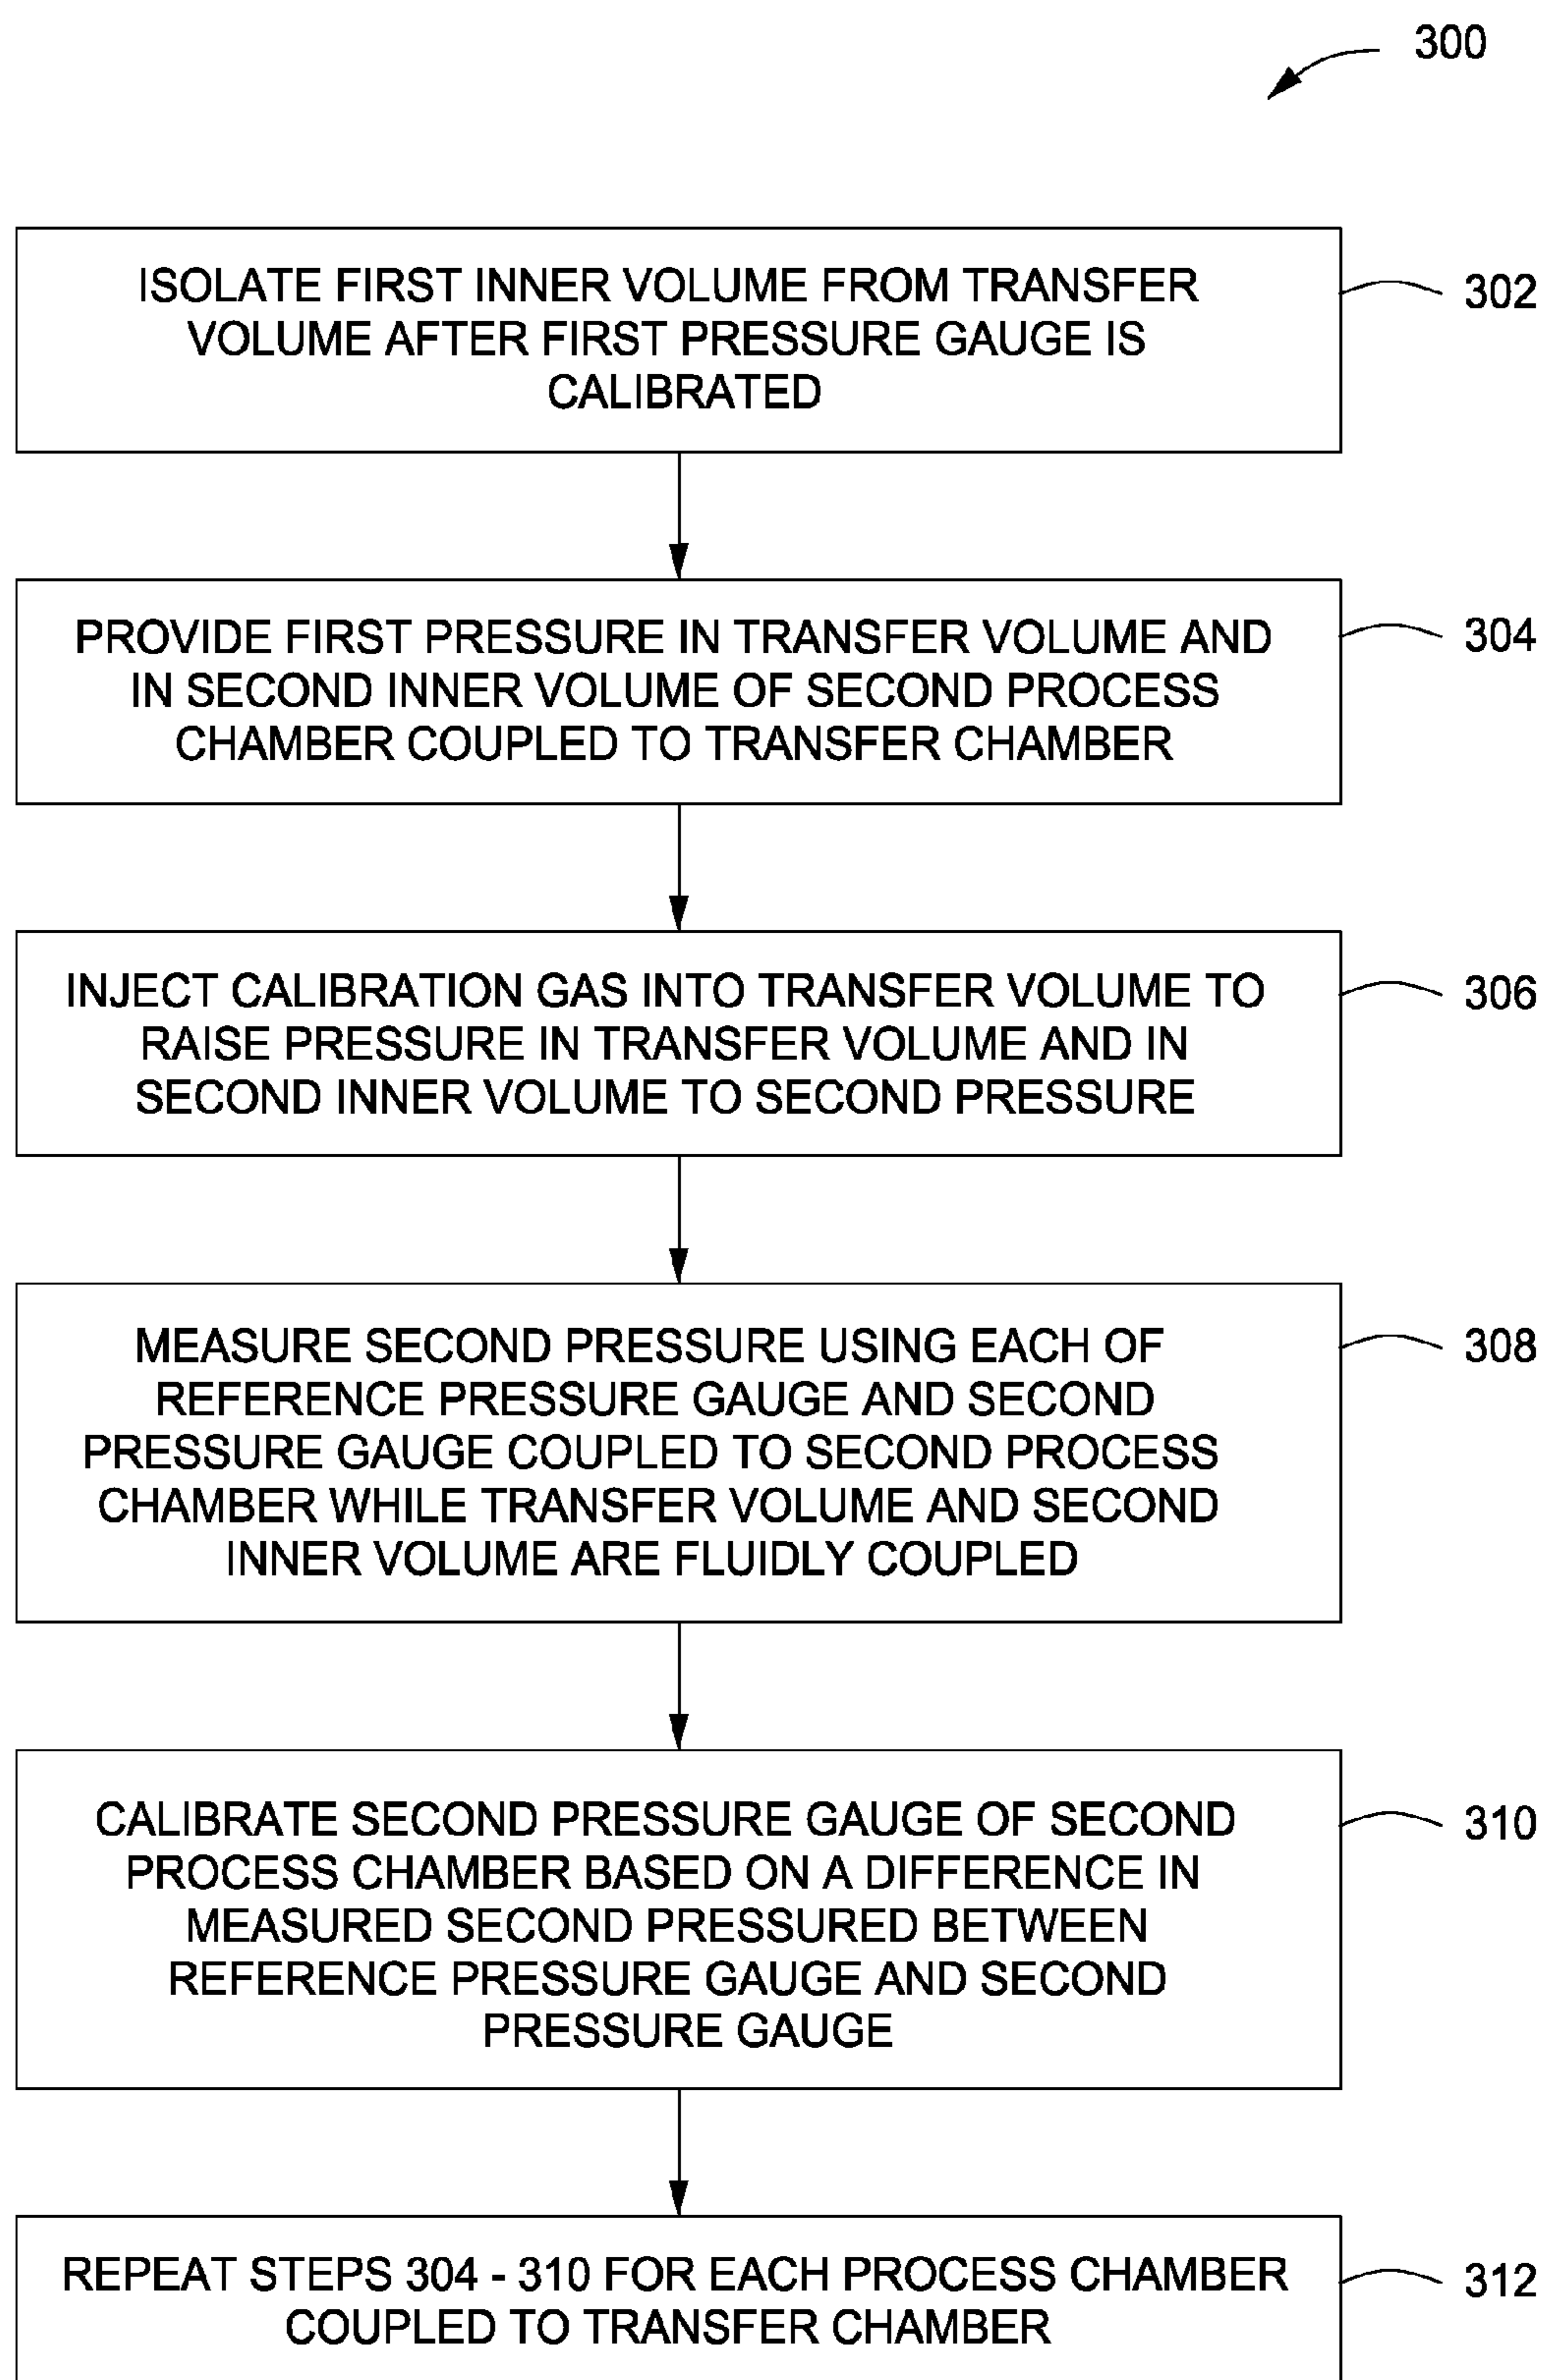 300
ISOLATE FIRST INNER VOLUME FROM TRANSFER
VOLUME AFTER FIRST PRESSURE GAUGE IS
CALIBRATED
302
PROVIDE FIRST PRESSURE IN TRANSFER VOLUME AND
IN SECOND INNER VOLUME OF SECOND PROCESS
CHAMBER COUPLED TO TRANSFER CHAMBER
304
INJECT CALIBRATION GAS INTO TRANSFER VOLUME TO
RAISE PRESSURE IN TRANSFER VOLUME AND IN
SECOND INNER VOLUME TO SECOND PRESSURE
306
MEASURE SECOND PRESSURE USING EACH OF
REFERENCE PRESSURE GAUGE AND SECOND
PRESSURE GAUGE COUPLED TO SECOND PROCESS
CHAMBER WHILE TRANSFER VOLUME AND SECOND
INNER VOLUME ARE FLUIDLY COUPLED
308
CALIBRATE SECOND PRESSURE GAUGE OF SECOND
PROCESS CHAMBER BASED ON A DIFFERENCE IN
MEASURED SECOND PRESSURED BETWEEN
REFERENCE PRESSURE GAUGE AND SECOND
PRESSURE GAUGE
310
REPEAT STEPS 304 - 310 FOR EACH PROCESS CHAMBER
COUPLED TO TRANSFER CHAMBER
312